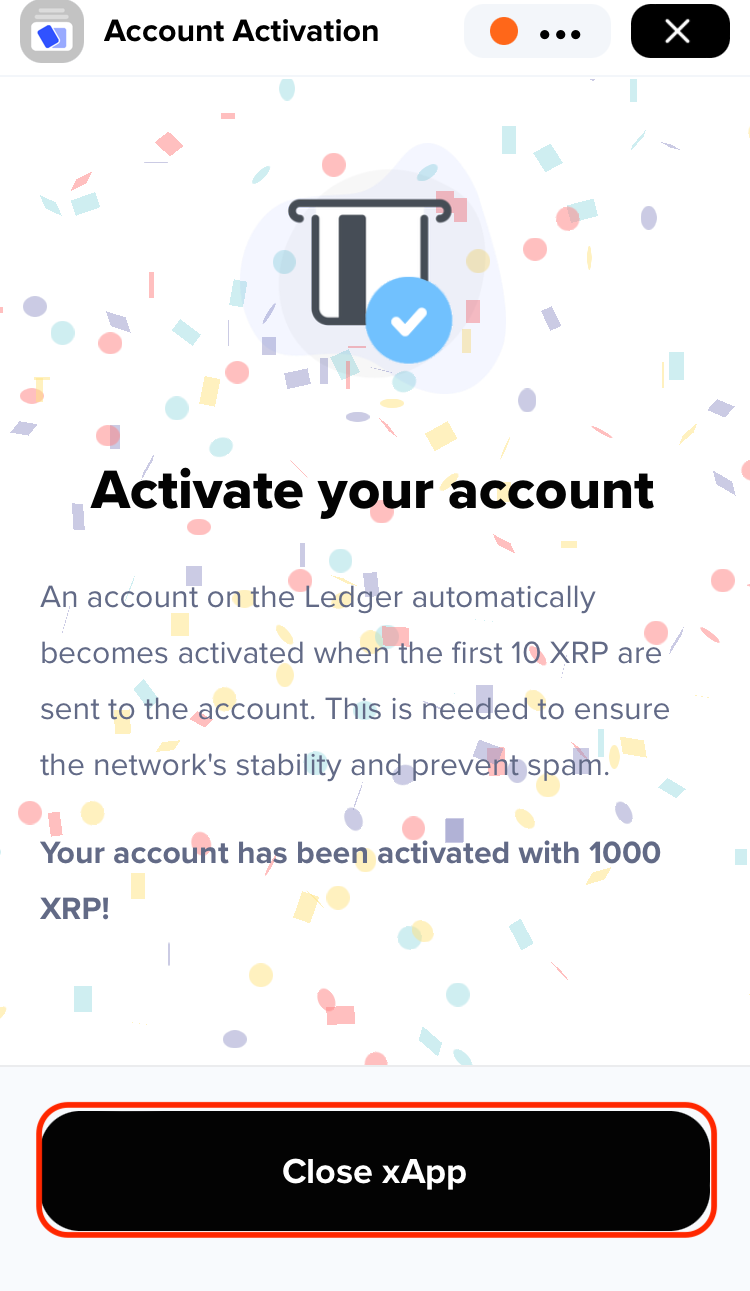 Account Activation
Activate your account
An account on the Ledger automatically
becomes activated when the first 10 XRP are
sent to the account. This is needed to ensure
the network's stability and prevent spam.
Your account has been activated with 1000
XRP!
Close xApp